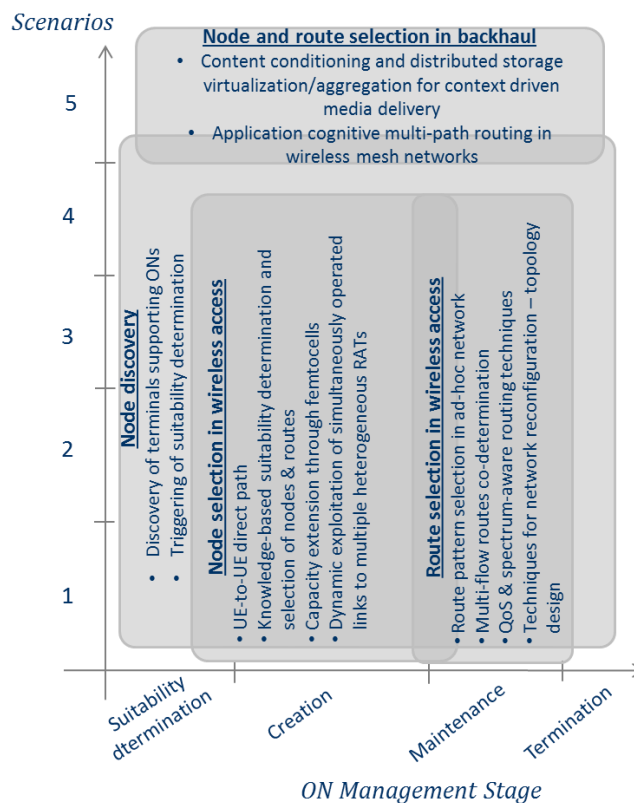 Scenarios
Node and route selection in backhaul
• Content conditioning and distributed storage
virtualization/aggregation for context driven
media delivery
• Application cognitive multi-path routing in
wireless mesh networks
5
4
3
2
1
Node discovery
• Discovery of terminals supporting ONs
• Triggering of suitability determination
Node selection in wireless access
• UE-to-UE direct path
• Knowledge-based suitability determination and
selection of nodes & routes
• Capacity extension through femtocells
• Dynamic exploitation of simultaneously operated
links to multiple heterogeneous RATs
Route selection in wireless access
• Route pattern selection in ad-hoc network
• Multi-flow routes co-determination
• QoS & spectrum-aware routing techniques
• Techniques for network reconfiguration – topology
design
Suitability
dtermination
Creation
Maintenance
Termination
ON Management Stage